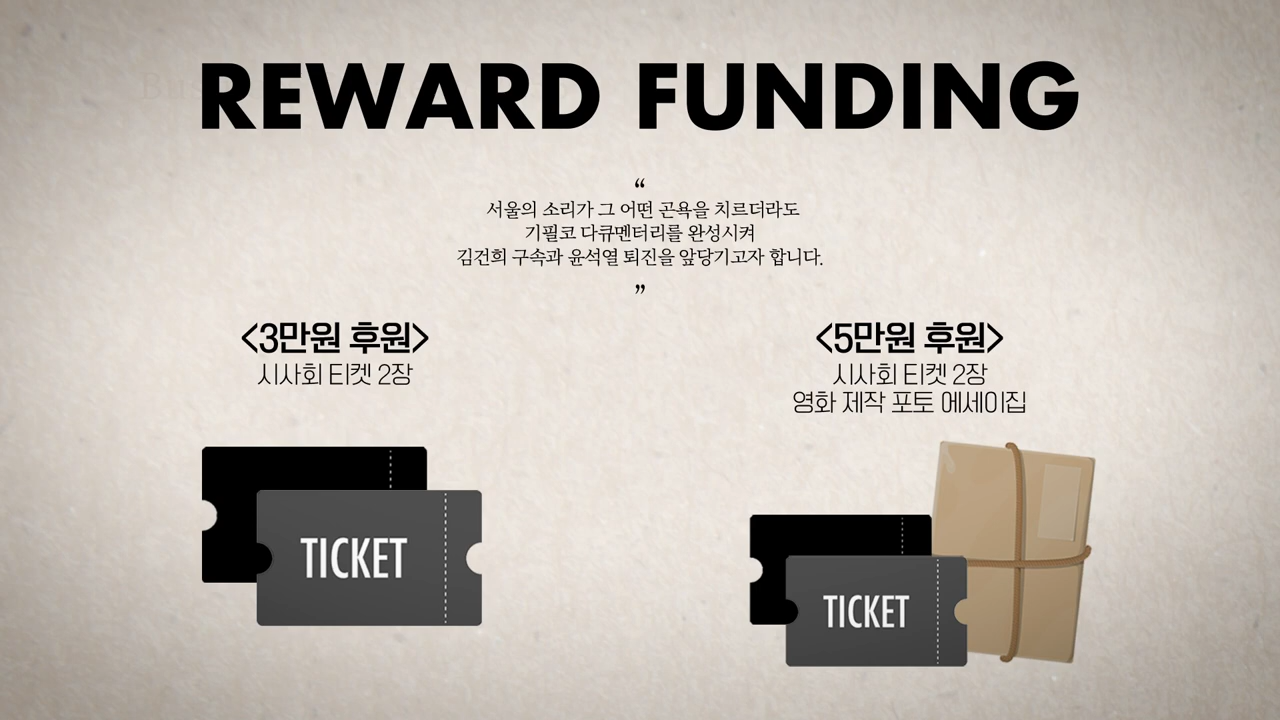 REWARD FUNDING
“
서울의 소리가 그 어떤 곤욕을 치르더라도
기필코 다큐멘터리를 완성시켜
김건희 구속과 윤석열 퇴진을 앞당기고자 합니다.
”
<3만원 후원>
시사회 티켓 2장
<5만원 후원>
시사회 티켓 2장
영화 제작 포토 에세이집
TICKET
TICKET